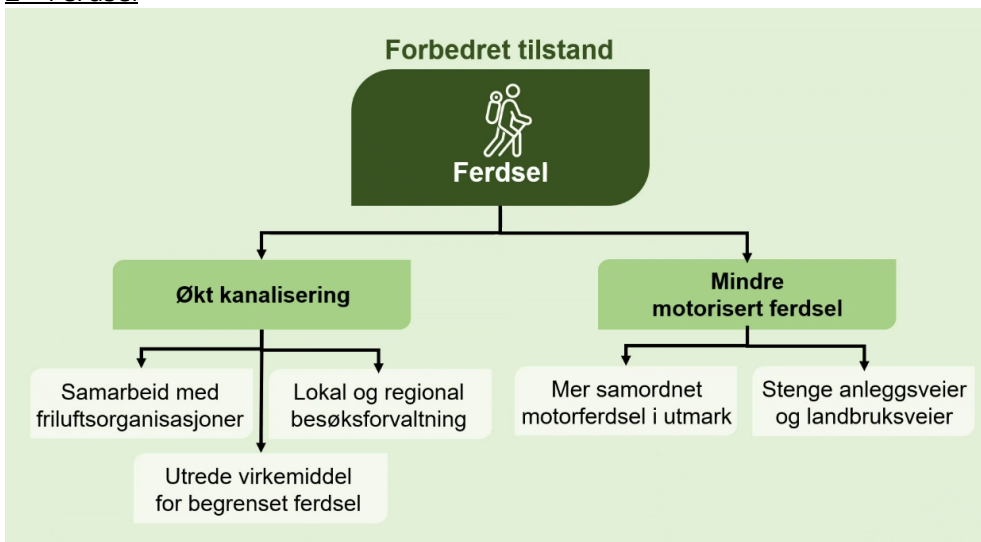 Forbedret tilstand
Ferdsel
Økt kanalisering
Mindre
motorisert ferdsel
Samarbeid med
friluftsorganisasjoner
Lokal og regional
besøksforvaltning
Utrede virkemiddel
for begrenset ferdsel
Mer samordnet
motorferdsel i utmark
Stenge anleggsveier
og landbruksveier